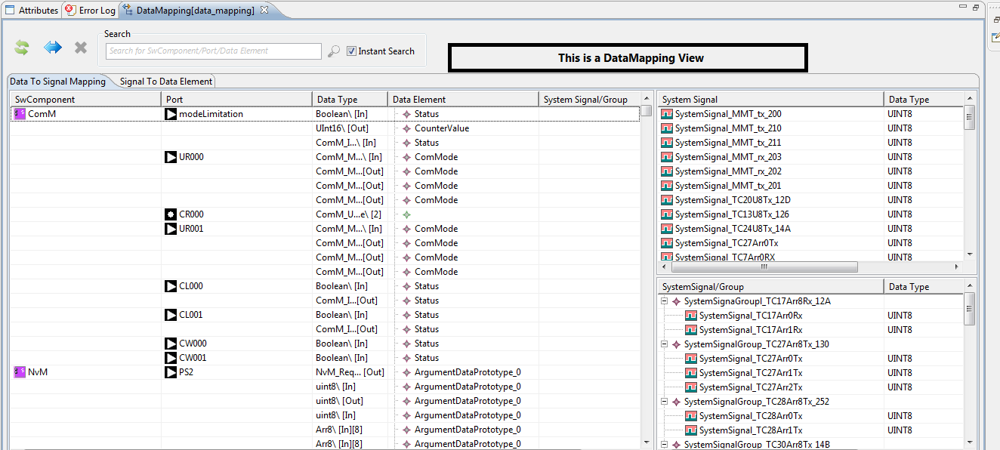 Attributes Error Log DataMapping[data_mapping]
Search
Search for SwComponent/Port/Data Element Instant Search
This is a DataMapping View
Data To Signal Mapping Signal To Data Element
SwComponent Port Data Type Data Element System Signal/Group
ComM modeLimitation Boolean\ [In] Status
UInt16\ [Out] CounterValue
ComM_I...\ [In] Status
UR000 ComM_M...\ [In] ComMode
ComM_M...[Out] ComMode
ComM_M...[Out] ComMode
ComM_M...[Out] ComMode
CR000 ComM_U...e\ [2]
UR001 ComM_M...\ [In] ComMode
ComM_M...[Out] ComMode
ComM_M...[Out] ComMode
ComM_M...[Out] ComMode
CL000 Boolean\ [In] Status
ComM_I...[Out] Status
CL001 Boolean\ [In] Status
ComM_I...[Out] Status
CW000 Boolean\ [In] Status
CW001 Boolean\ [In] Status
NvM PS2 NvM_Req... [Out] ArgumentDataPrototype_0
uint8\ [In] ArgumentDataPrototype_0
uint8\ [Out] ArgumentDataPrototype_0
uint8\ [In] ArgumentDataPrototype_0
Arr8\ [In][8] ArgumentDataPrototype_0
Arr8\ [In][8] ArgumentDataPrototype_0
System Signal Data Type
SystemSignal_MMT_tx_200 UINT8
SystemSignal_MMT_tx_210 UINT8
SystemSignal_MMT_tx_211 UINT8
SystemSignal_MMT_rx_203 UINT8
SystemSignal_MMT_rx_202 UINT8
SystemSignal_MMT_tx_201 UINT8
SystemSignal_TC20U8Tx_12D UINT8
SystemSignal_TC13U8Tx_126 UINT8
SystemSignal_TC24U8Tx_14A UINT8
SystemSignal_TC27Arr0Tx UINT8
SystemSignal_TC7Arr0RX UINT8
SystemSignal/Group Data Type
SystemSignaGroupl_TC17Arr8Rx_12A
SystemSignal_TC17Arr0Rx UINT8
SystemSignal_TC17Arr1Rx UINT8
SystemSignalGroup_TC27Arr8Tx_130
SystemSignal_TC27Arr0Tx UINT8
SystemSignal_TC27Arr1Tx UINT8
SystemSignal_TC27Arr2Tx UINT8
SystemSignalGroup_TC28Arr8Tx_252
SystemSignal_TC28Arr0Tx UINT8
SystemSignal_TC28Arr1Tx UINT8
SystemSignalGroup_TC30Arr8Tx_14B